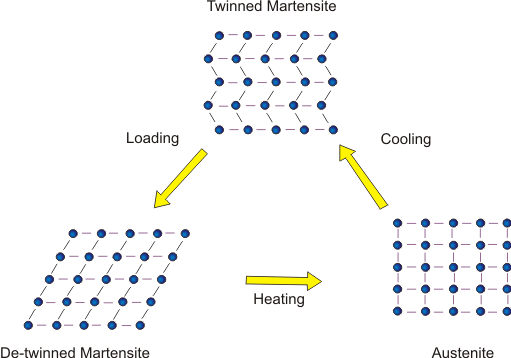 Twinned Martensite
Loading
Cooling
Heating
De-twinned Martensite
Austenite